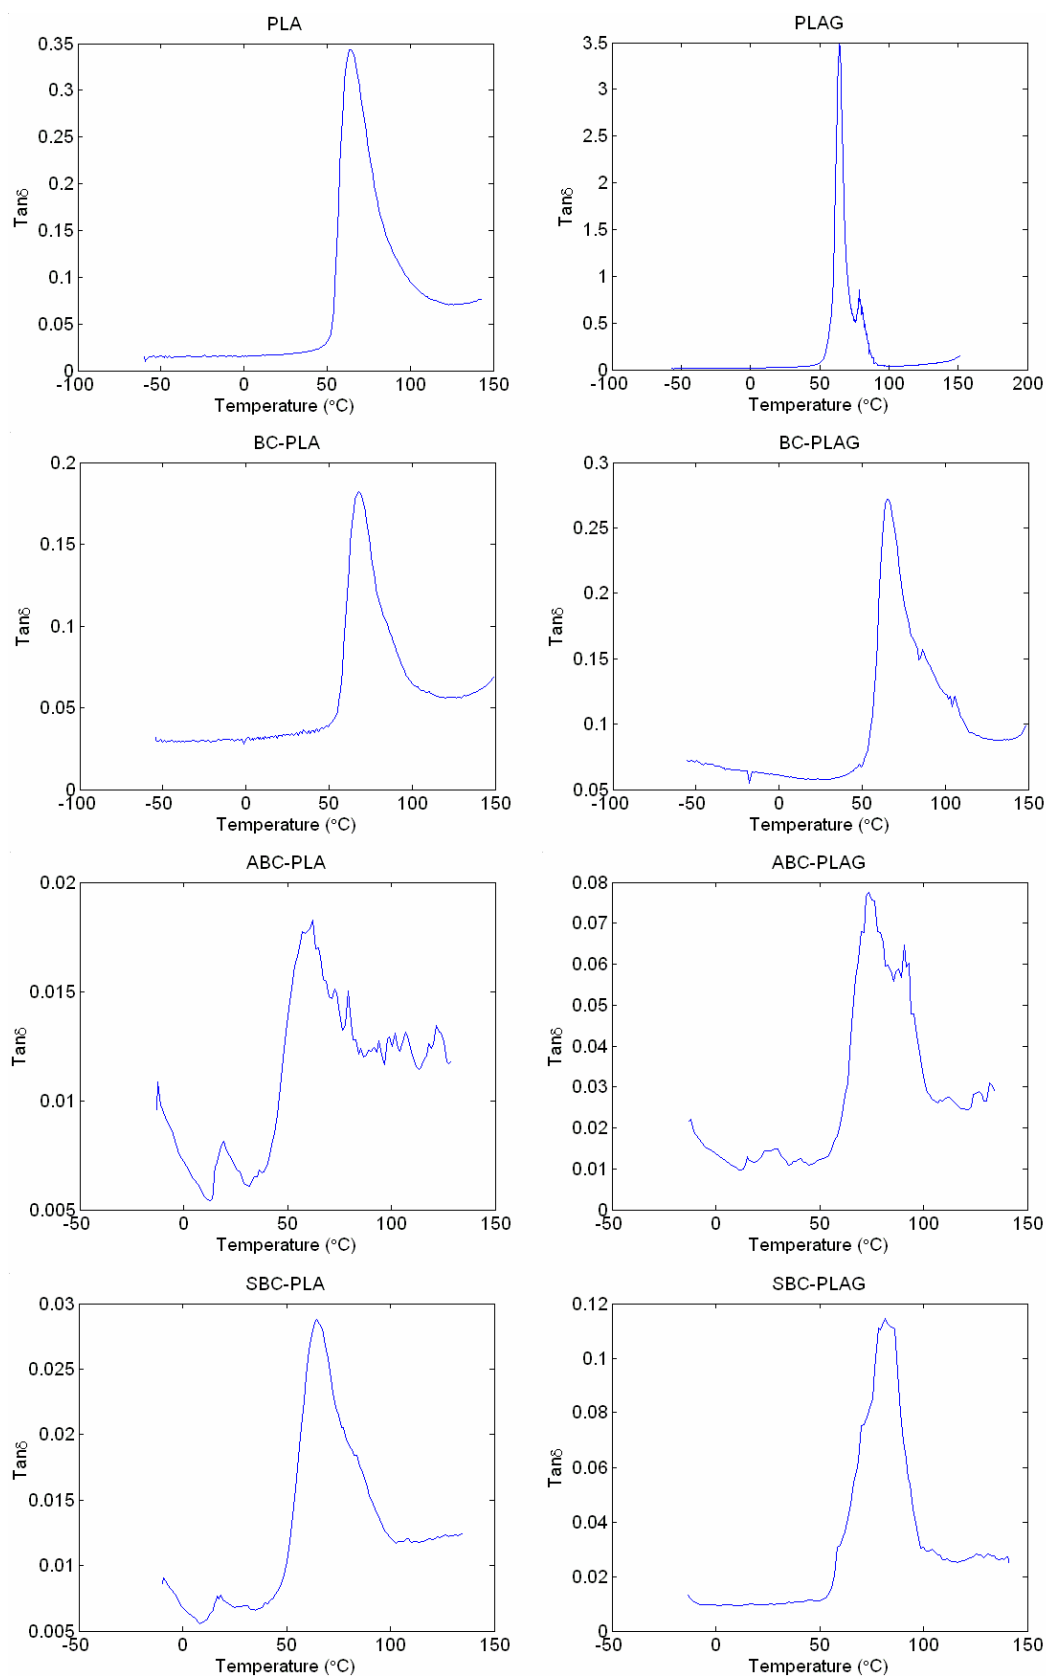 PLA
0.35
0.3
0.25
0.2
0.15
0.1
0.05
0
Tanδ
-100 -50 0 50 100 150
Temperature (°C)
PLAG
3.5
3
2.5
2
1.5
1
0.5
0
Tanδ
-100 -50 0 50 100 150 200
Temperature (°C)
BC-PLA
0.2
0.15
0.1
0.05
0
Tanδ
-100 -50 0 50 100 150
Temperature (°C)
BC-PLAG
0.3
0.25
0.2
0.15
0.1
0.05
Tanδ
-100 -50 0 50 100 150
Temperature (°C)
ABC-PLA
0.02
0.015
0.01
0.005
Tanδ
-50 0 50 100 150
Temperature (°C)
ABC-PLAG
0.08
0.07
0.06
0.05
0.04
0.03
0.02
0.01
0
Tanδ
-50 0 50 100 150
Temperature (°C)
SBC-PLA
0.03
0.025
0.02
0.015
0.01
0.005
Tanδ
-50 0 50 100 150
Temperature (°C)
SBC-PLAG
0.12
0.1
0.08
0.06
0.04
0.02
0
Tanδ
-50 0 50 100 150
Temperature (°C)